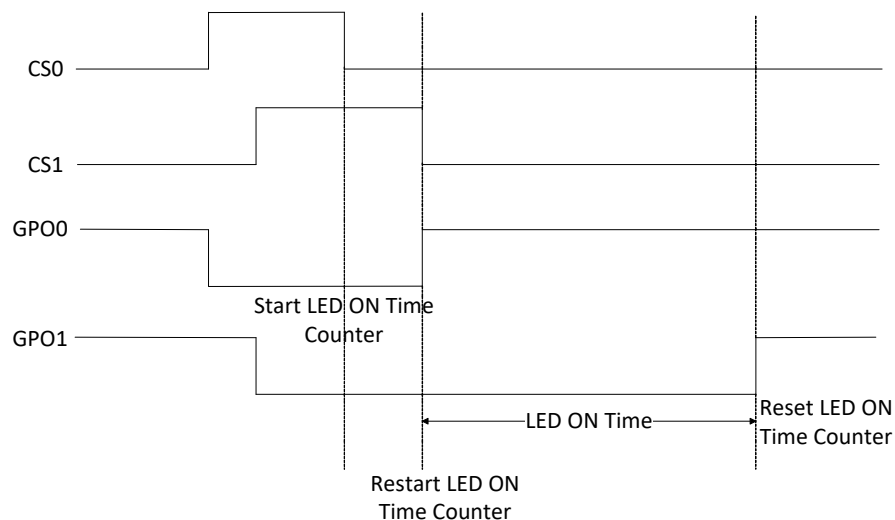 CS0
CS1
GPO0
Start LED ON Time
Counter
GPO1
LED ON Time
Reset LED ON
Time Counter
Restart LED ON
Time Counter